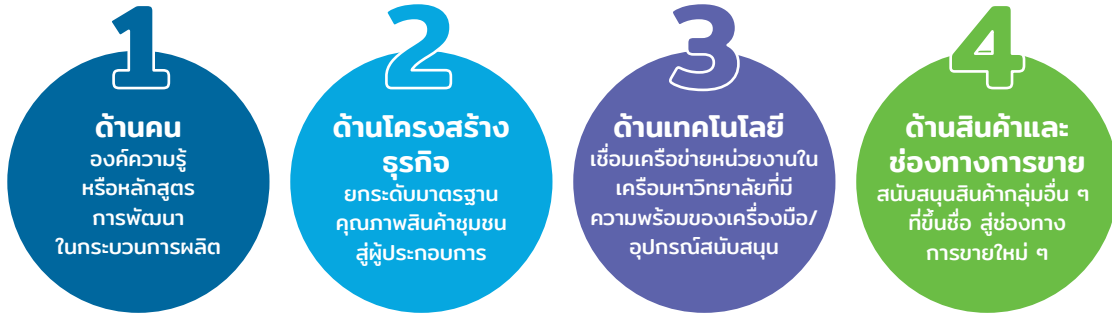 1
ด้านคน
องค์ความรู้
หรือหลักสูตร
การพัฒนา
ในกระบวนการผลิต
2
ด้านโครงสร้าง
ธุรกิจ
ยกระดับมาตรฐาน
คุณภาพสินค้าชุมชน
สู่ผู้ประกอบการ
3
ด้านเทคโนโลยี
เชื่อมเครือข่ายหน่วยงานใน
เครือมหาวิทยาลัยที่มี
ความพร้อมของเครื่องมือ/
อุปกรณ์สนับสนุน
4
ด้านสินค้าและ
ช่องทางการขาย
สนับสนุนสินค้ากลุ่มอื่น ๆ
ที่ขึ้นชื่อ สู่ช่องทาง
การขายใหม่ ๆ